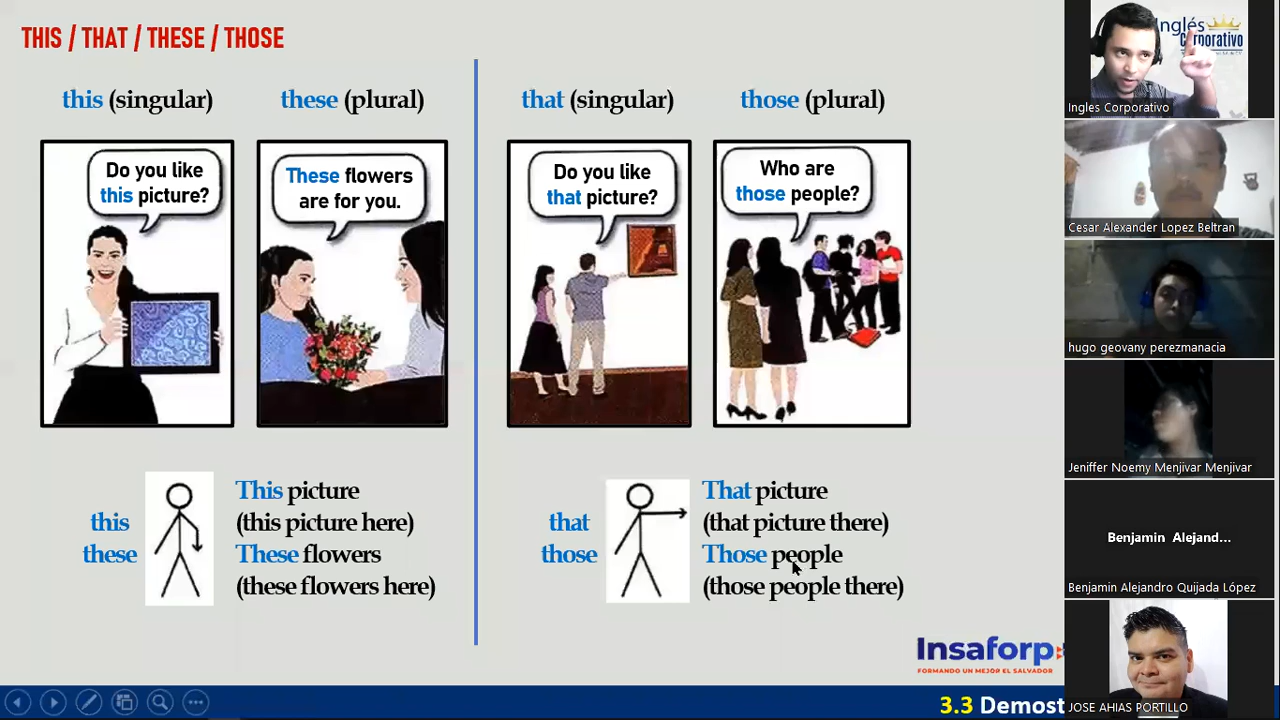 THIS / THAT / THESE / THOSE
this (singular)
these (plural)
that (singular)
those (plural)
Do you like
this picture?
These flowers
are for you.
Do you like
that picture?
Who are
those people?
this
these
This picture
(this picture here)
These flowers
(these flowers here)
that
those
That picture
(that picture there)
Those people
(those people there)
Insaforp
FORMANDO UN MEJOR EL SALVADOR
3.3 Demost
Inglés
Corporativo
Ingles Corporativo
Cesar Alexander Lopez Beltran
hugo geovany perezmanacia
Jeniffer Noemy Menjivar Menjivar
Benjamin Alejand...
Benjamin Alejandro Quijada López
JOSE AHIAS PORTILLO